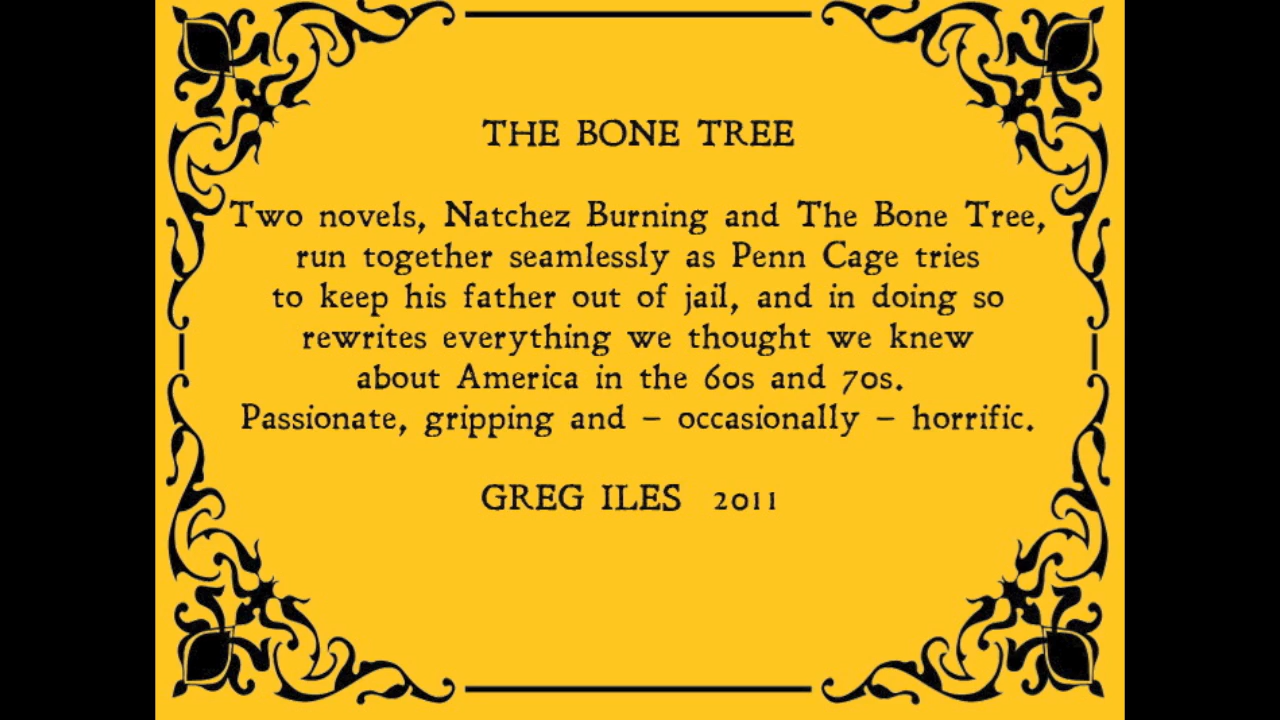 THE BONE TREE
Two novels, Natchez Burning and The Bone Tree,
run together seamlessly as Penn Cage tries
to keep his father out of jail, and in doing so
rewrites everything we thought we knew
about America in the 60s and 70s.
Passionate, gripping and – occasionally – horrific.
GREG ILES 2011